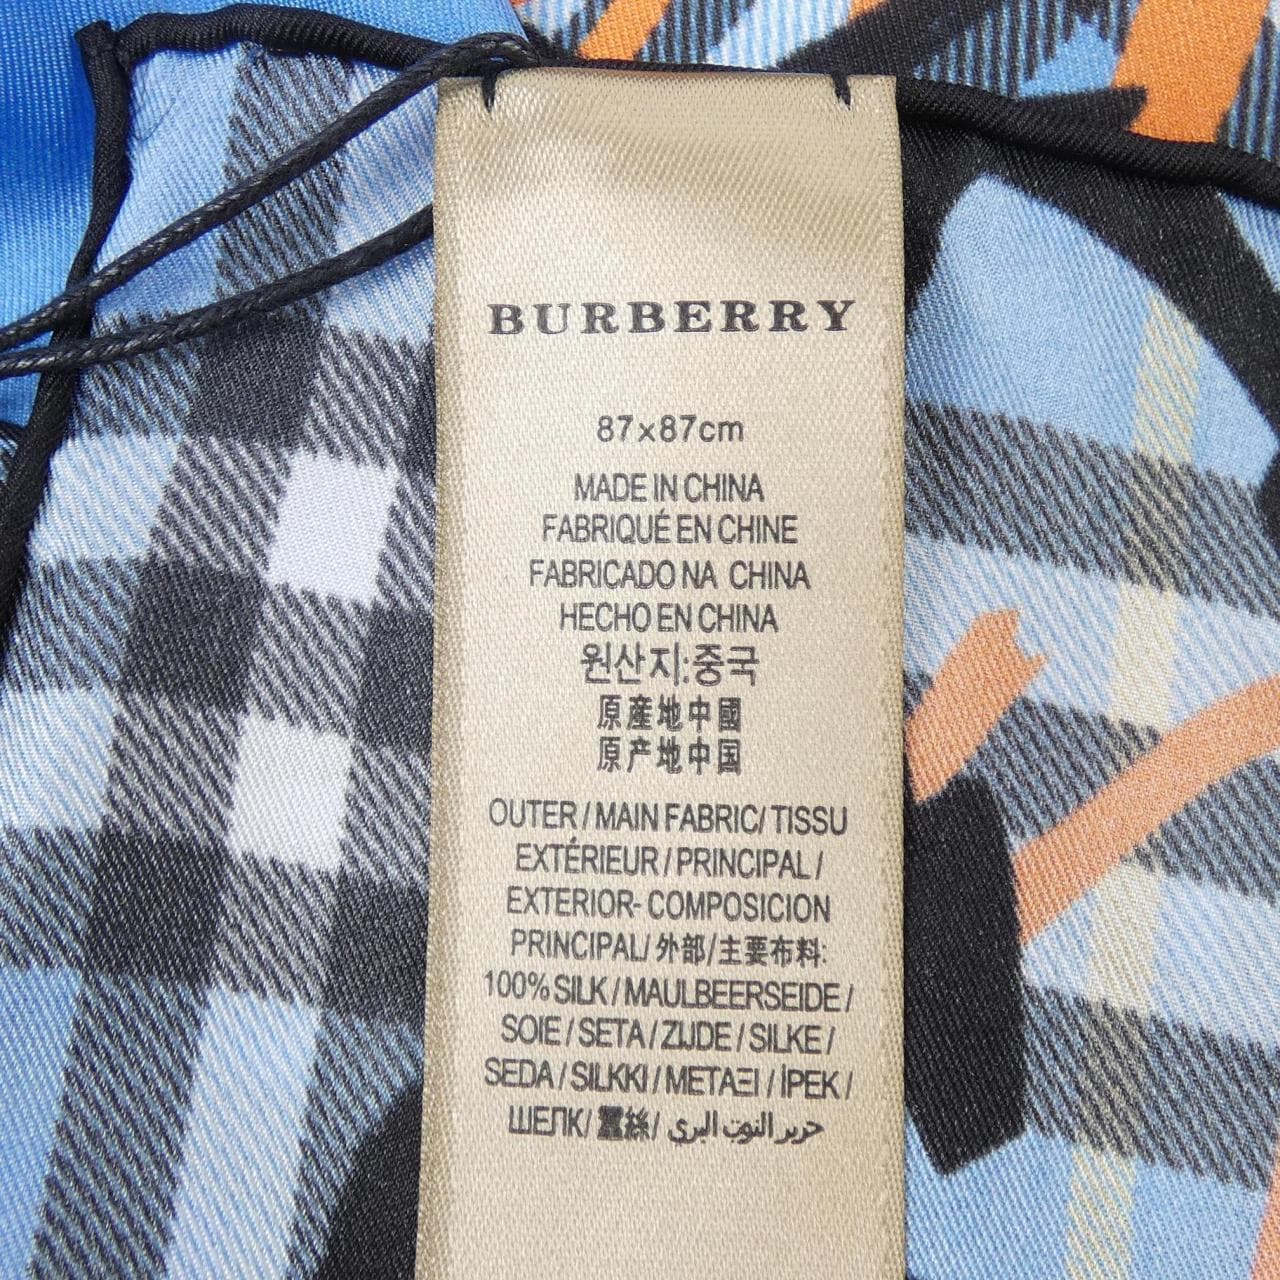 BURBERRY
87x87cm
MADE IN CHINA
FABRIQUÉ EN CHINE
FABRICADO NA CHINA
HECHO EN CHINA
원산지:중국
原產地中國
原产地中国
OUTER / MAIN FABRIC/ TISSU
EXTÉRIEUR / PRINCIPAL /
EXTERIOR- COMPOSICION
PRINCIPAL/ 外部/主要布料:
100% SILK / MAULBEERSEIDE /
SOIE / SETA / ZIJDE / SILKE /
SEDA / SILKKI / ΜΕΤΑΞΙ / İPEK /
ШЕЛК/ 蠶絲/ حرير التوت البري